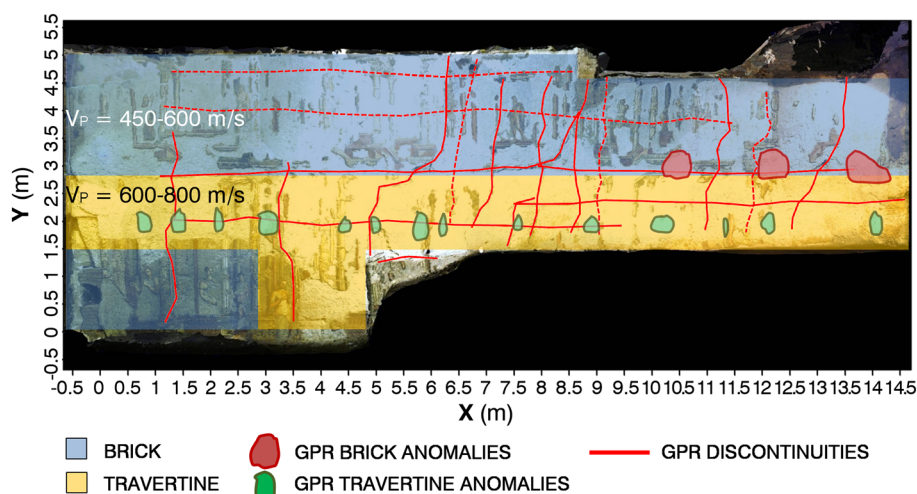 5.5
5
4.5
4
3.5
3
2.5
2
1.5
1
0.5
0
-0.5
Y (m)
VP = 450-600 m/s
VP = 600-800 m/s
-0.5 0 0.5 1 1.5 2 2.5 3 3.5 4 4.5 5 5.5 6 6.5 7 7.5 8 8.5 9 9.5 10 10.5 11 11.5 12 12.5 13 13.5 14 14.5
X (m)
BRICK GPR BRICK ANOMALIES GPR DISCONTINUITIES
TRAVERTINE GPR TRAVERTINE ANOMALIES